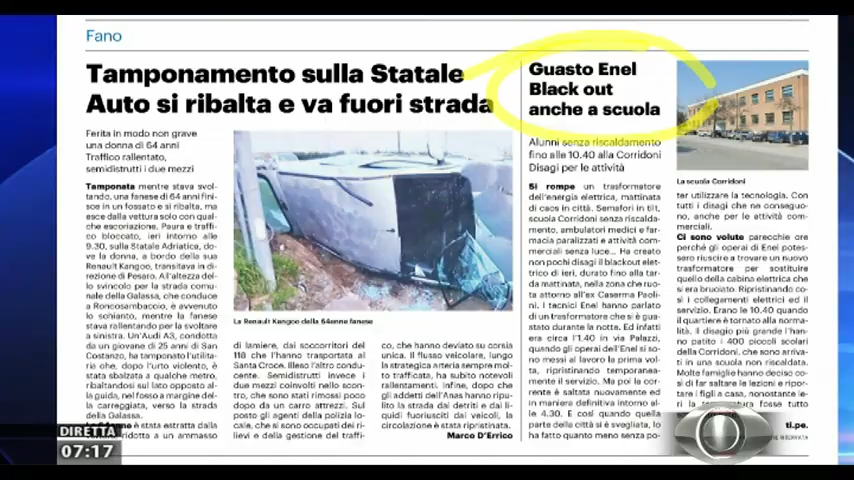 Fano
Tamponamento sulla Statale
Auto si ribalta e va fuori strada
Ferita in modo non grave
una donna di 64 anni
Traffico rallentato,
semidistrutti i due mezzi
Tamponata mentre stava svol-
tando, una fanese di 64 anni fini-
sce in un fossato e si ribalta, ma
esce dalla vettura solo con qual-
che escoriazione. Paura e traffi-
co bloccato, ieri intorno alle
9.30, sulla Statale Adriatica, do-
ve la donna, a bordo della sua
Renault Kangoo, transitava in di-
rezione di Pesaro. All'altezza del-
lo svincolo per la strada comu-
nale della Galassa, che conduce
a Roncosambaccio, ha iniziato
lo schianto, mentre la fanese
stava rallentando per la svoltare
a sinistra. Un'Audi A3, condotta
da un giovane di 25 anni di San
Costanzo, ha tamponato l'utilita-
ria che, dopo l'urto violento, è
stata sbalzata a qualche metro,
ribaltandosi sul lato opposto al-
la guida, nel fosso a margine del-
la carreggiata, verso la strada
della Galassa.
è stata estratta dalla
ridotta a un ammasso
La Renault Kangoo della 64enne fanese
di lamiere, dai soccorritori del
118 che l'hanno trasportata al
Santa Croce. Illeso l'altro condu-
cente. Semidistrutti invece i
due mezzi coinvolti nello scon-
tro, che sono stati rimossi poco
dopo da un carro attrezzi. Sul
posto gli agenti della polizia lo-
cale, che si sono occupati dei ri-
lievi e della gestione del traffi-
co, che hanno deviato su corsia
unica. Il flusso veicolare, lungo
la strategica arteria sempre mol-
to trafficata, ha subito notevoli
rallentamenti. Infine, dopo che
gli addetti dell'Anas hanno ripu-
lito la strada dai detriti e dai li-
quidi fuoriusciti dai veicoli, la
circolazione è stata ripristinata.
Marco D'Errico
Guasto Enel
Black out
anche a scuola
Alunni senza riscaldamento
fino alle 10.40 alla Corridoni
Disagi per le attività
Si rompe un trasformatore
dell'energia elettrica, mattinata
di caos in città. Semafori in tilt,
scuola Corridoni senza riscalda-
mento, ambulatori medici e far-
macia paralizzati e attività com-
merciali senza luce... Ha creato
non pochi disagi il blackout elet-
trico di ieri, durato fino alla tar-
da mattinata, nella zona che ruo-
ta attorno all'ex Caserma Paoli-
ni. I tecnici Enel hanno parlato
di un trasformatore che si è gua-
stato durante la notte. Ed infatti
era circa l'1.40 in via Palazzi,
quando gli operai dell'Enel si so-
no messi al lavoro la prima vol-
ta, ripristinando temporanea-
mente il servizio. Ma poi la cor-
rente è saltata nuovamente ed
in maniera definitiva intorno al-
le 4.30. E così quando quella
parte della città si è svegliata, lo
ha fatto quanto meno senza po-
La scuola Corridoni
ter utilizzare la tecnologia. Con
tutti i disagi che ne conseguo-
no, anche per le attività com-
merciali.
Ci sono volute parecchie ore
perché gli operai di Enel potes-
sero riuscire a trovare un nuovo
trasformatore per sostituire
quello della cabina elettrica che
si era bruciato. Ripristinando co-
sì i collegamenti elettrici ed il
servizio. Erano le 10.40 quando
il quartiere è tornato alla norma-
lità. Il disagio più grande l'han-
no patito i 400 piccoli scolari
della Corridoni, che sono arriva-
ti in una scuola non riscaldata.
Molte famiglie hanno deciso co-
sì di far saltare le lezioni e ripor-
tare i figli a casa, nonostante le-
ri la temperatura fosse tutto
ti.pe.
RISERVATA
DIRETTA
07:17